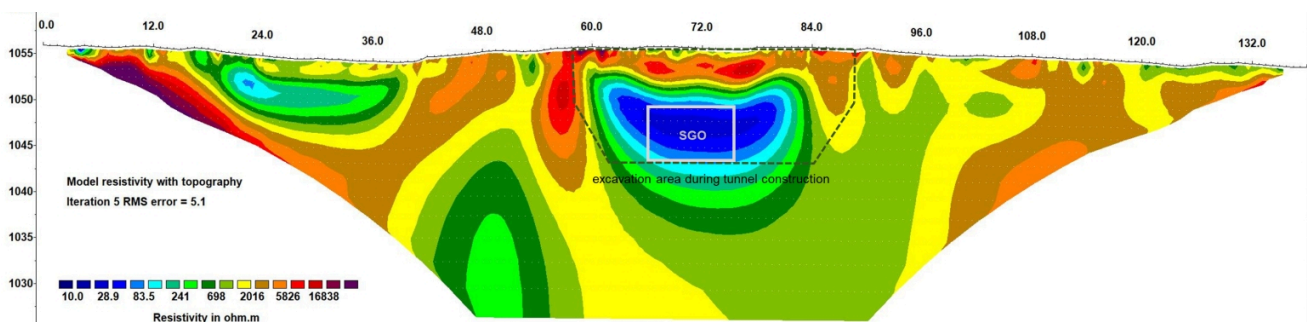 0.0 12.0 24.0 36.0 48.0 60.0 72.0 84.0 96.0 108.0 120.0 132.0
1055
1050
1045
1040
1035
1030
SGO
excavation area during tunnel construction
Model resistivity with topography
Iteration 5 RMS error = 5.1
10.0 28.9 83.5 241 698 2016 5826 16838
Resistivity in ohm.m